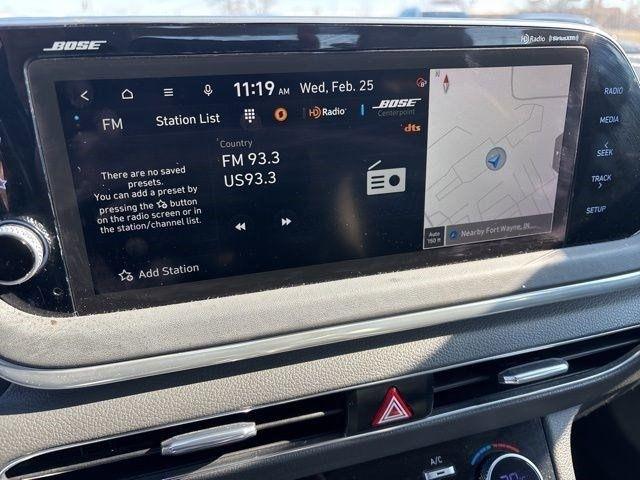 BOSE
HD Radio (SiriusXM)
11:19 AM Wed, Feb. 25
FM
Station List
HD Radio
BOSE
Centerpoint
dts
There are no saved
presets.
You can add a preset by
pressing the button
on the radio screen or in
the station/channel list.
Add Station
Country
FM 93.3
US93.3
N
Auto
150 ft
Nearby Fort Wayne, IN...
RADIO
MEDIA
SEEK
TRACK
SETUP
A/C